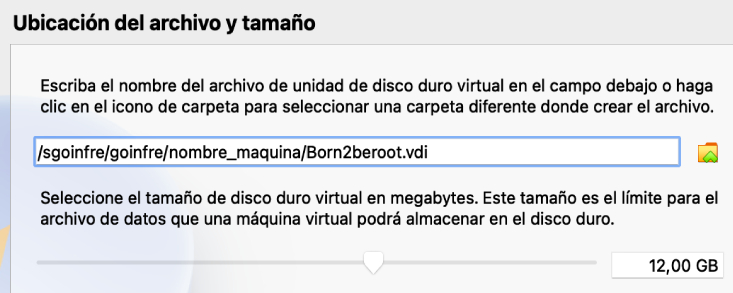 Ubicación del archivo y tamaño
Escriba el nombre del archivo de unidad de disco duro virtual en el campo debajo o haga
clic en el icono de carpeta para seleccionar una carpeta diferente donde crear el archivo.
/sgoinfre/goinfre/nombre_maquina/Born2beroot.vdi
Seleccione el tamaño de disco duro virtual en megabytes. Este tamaño es el límite para el
archivo de datos que una máquina virtual podrá almacenar en el disco duro.
12,00 GB